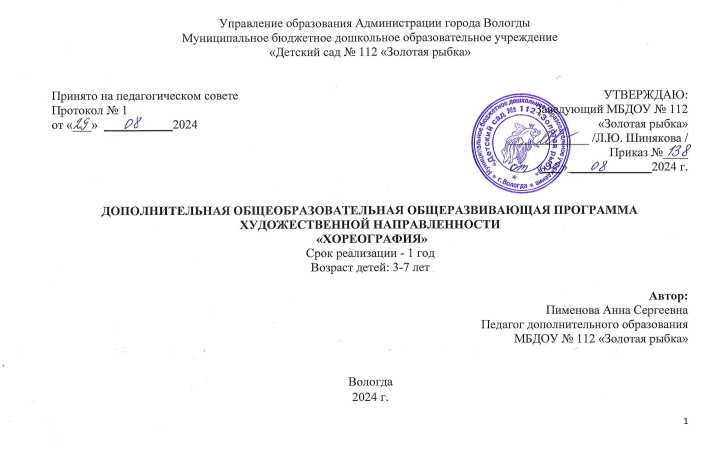 Управление образования Администрации города Вологды
Муниципальное бюджетное дошкольное образовательное учреждение
«Детский сад № 112 «Золотая рыбка»
Принято на педагогическом совете
Протокол № 1
от « 29 » 08 2024
УТВЕРЖДАЮ:
Заведующий МБДОУ № 112
«Золотая рыбка»
/Л.Ю. Шинякова /
Приказ № 138
от «30» 08 2024 г.
ДОПОЛНИТЕЛЬНАЯ ОБЩЕОБРАЗОВАТЕЛЬНАЯ ОБЩЕРАЗВИВАЮЩАЯ ПРОГРАММА
ХУДОЖЕСТВЕННОЙ НАПРАВЛЕННОСТИ
«ХОРЕОГРАФИЯ»
Срок реализации - 1 год
Возраст детей: 3-7 лет
Автор:
Пименова Анна Сергеевна
Педагог дополнительного образования
МБДОУ № 112 «Золотая рыбка»
Вологда
2024 г.
1